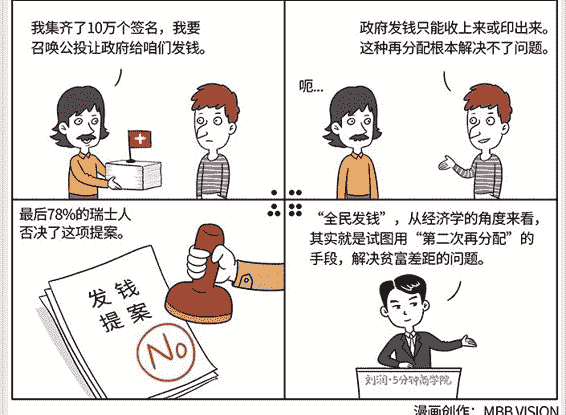 我集齐了10万个签名，我要
召唤公投让政府给咱们发钱。
政府发钱只能收上来或印出来。
这种再分配根本解决不了问题。
呃...
最后78%的瑞士人
否决了这项提案。
发钱
提案
No
“全民发钱”，从经济学的角度来看，
其实就是试图用“第二次再分配”的
手段，解决贫富差距的问题。
刘润·5分钟商学院
漫画创作：MBB VISION